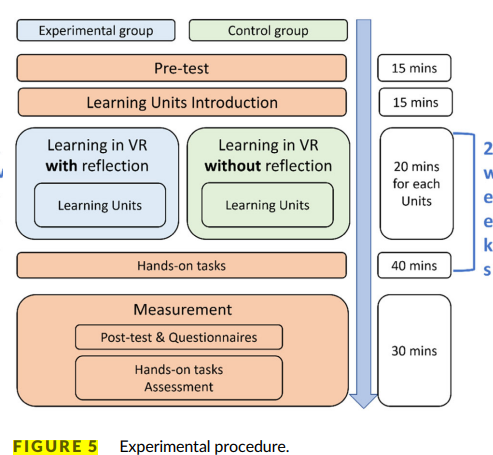 Experimental group
Control group
Pre-test
15 mins
Learning Units Introduction
15 mins
Learning in VR
with reflection
Learning Units
Learning in VR
without reflection
Learning Units
20 mins
for each
Units
2
w
e
e
k
s
Hands-on tasks
40 mins
Measurement
Post-test & Questionnaires
Hands-on tasks
Assessment
30 mins
FIGURE 5 Experimental procedure.